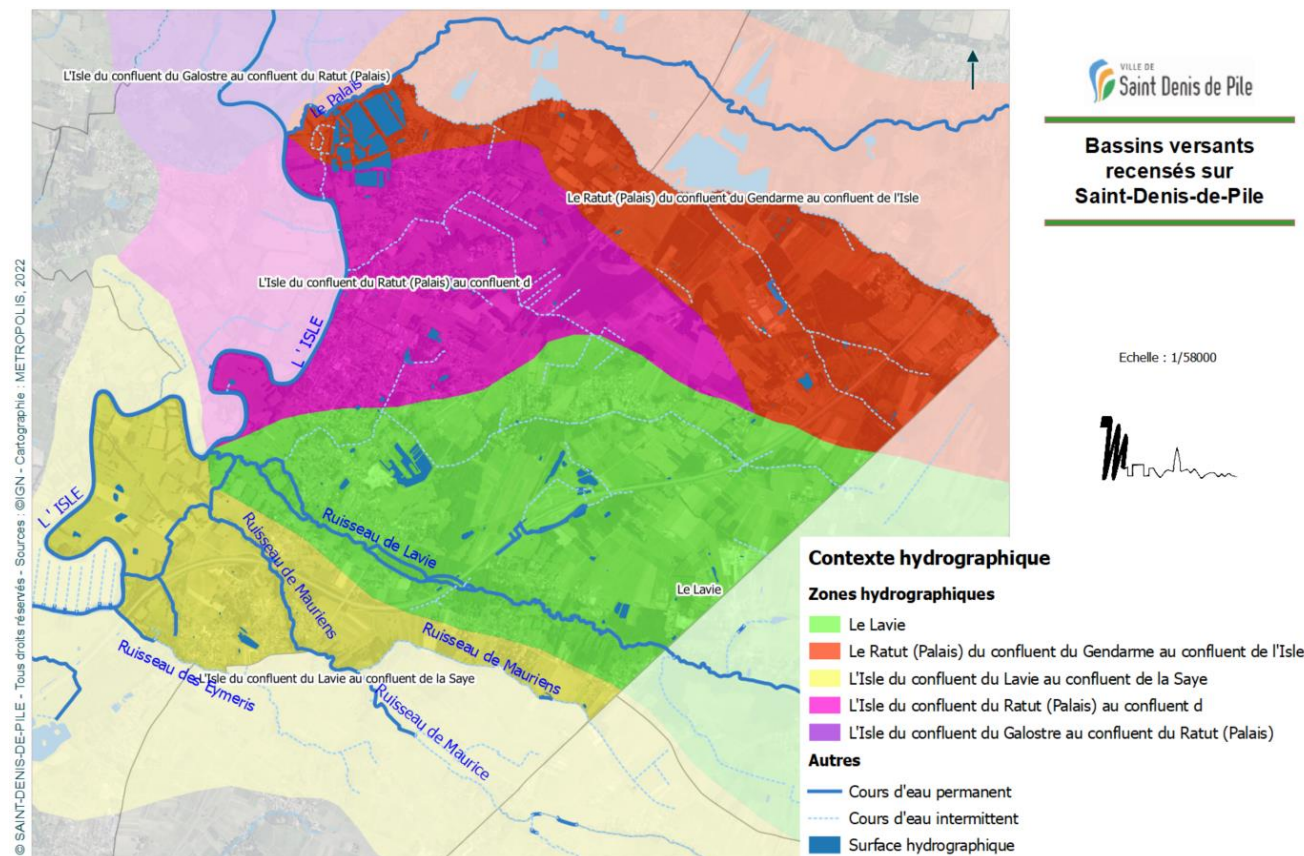 © SAINT-DENIS-DE-PILE - Tous droits réservés - Sources : ©IGN - Cartographie : METROPOLIS, 2022
L'Isle du confluent du Galostre au confluent du Ratut (Palais)
Le Palais
Le Ratut (Palais) du confluent du Gendarme au confluent de l'Isle
L'Isle du confluent du Ratut (Palais) au confluent d
L'ISLE
L'ISLE
Ruisseau de Lavie
Ruisseau de Mauriens
Le Lavie
Ruisseau de Mauriens
Ruisseau des Eymeris
L'Isle du confluent du Lavie au confluent de la Saye
Ruisseau de Maurice
VILLE DE
Saint Denis de Pile
Bassins versants
recensés sur
Saint-Denis-de-Pile
Echelle : 1/58000
Contexte hydrographique
Zones hydrographiques
Le Lavie
Le Ratut (Palais) du confluent du Gendarme au confluent de l'Isle
L'Isle du confluent du Lavie au confluent de la Saye
L'Isle du confluent du Ratut (Palais) au confluent d
L'Isle du confluent du Galostre au confluent du Ratut (Palais)
Autres
Cours d'eau permanent
Cours d'eau intermittent
Surface hydrographique